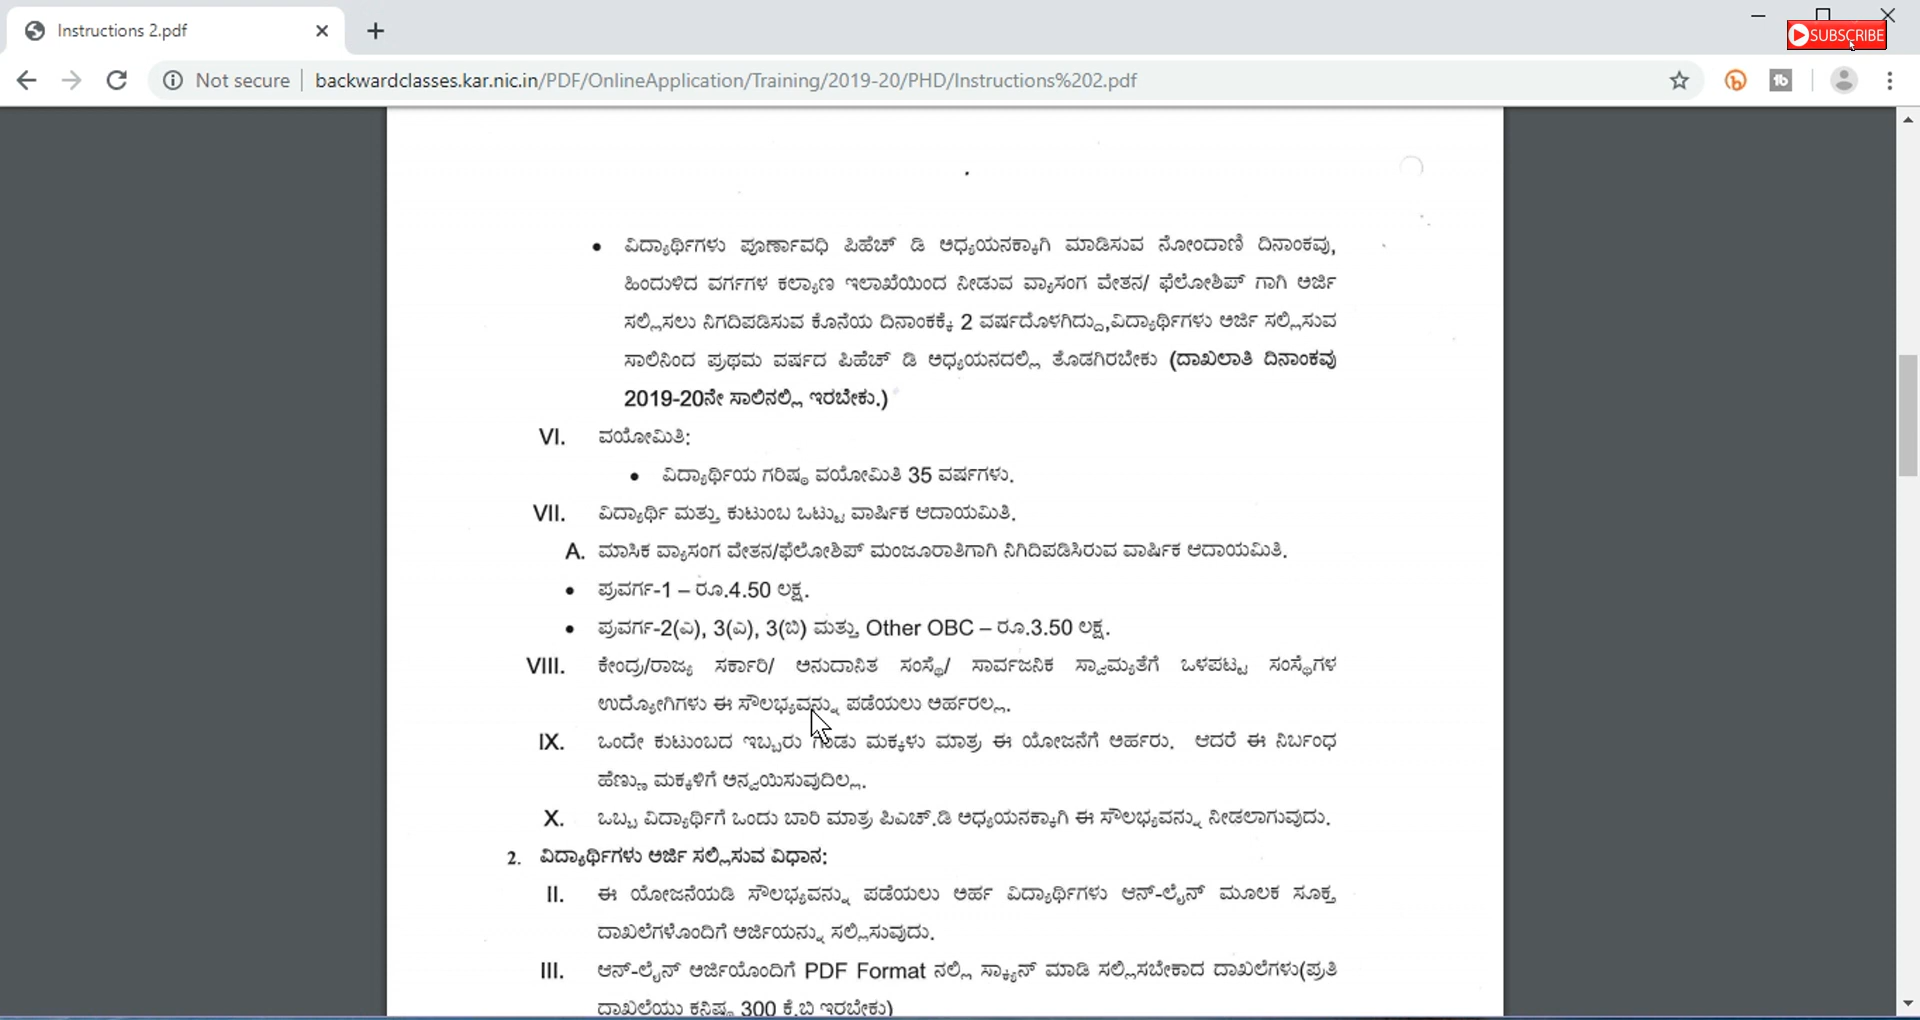 Instructions 2.pdf
SUBSCRIBE
Not secure
backwardclasses.kar.nic.in/PDF/OnlineApplication/Training/2019-20/PHD/Instructions%202.pdf
• ವಿದ್ಯಾರ್ಥಿಗಳು ಪೂರ್ಣಾವಧಿ ಪಿಹೆಚ್ ಡಿ ಅಧ್ಯಯನಕ್ಕಾಗಿ ಮಾಡಿಸುವ ನೋಂದಾಣಿ ದಿನಾಂಕವು,
ಹಿಂದುಳಿದ ವರ್ಗಗಳ ಕಲ್ಯಾಣ ಇಲಾಖೆಯಿಂದ ನೀಡುವ ವ್ಯಾಸಂಗ ವೇತನ/ ಫೆಲೋಶಿಪ್ ಗಾಗಿ ಅರ್ಜಿ
ಸಲ್ಲಿಸಲು ನಿಗದಿಪಡಿಸುವ ಕೊನೆಯ ದಿನಾಂಕಕ್ಕೆ 2 ವರ್ಷದೊಳಗಿದ್ದು,ವಿದ್ಯಾರ್ಥಿಗಳು ಅರ್ಜಿ ಸಲ್ಲಿಸುವ
ಸಾಲಿನಿಂದ ಪ್ರಥಮ ವರ್ಷದ ಪಿಹೆಚ್ ಡಿ ಅಧ್ಯಯನದಲ್ಲಿ ತೊಡಗಿರಬೇಕು (ದಾಖಲಾತಿ ದಿನಾಂಕವು
2019-20ನೇ ಸಾಲಿನಲ್ಲಿ ಇರಬೇಕು.)
VI. ವಯೋಮಿತಿ:
• ವಿದ್ಯಾರ್ಥಿಯ ಗರಿಷ್ಠ ವಯೋಮಿತಿ 35 ವರ್ಷಗಳು.
VII. ವಿದ್ಯಾರ್ಥಿ ಮತ್ತು ಕುಟುಂಬ ಒಟ್ಟು ವಾರ್ಷಿಕ ಆದಾಯಮಿತಿ.
A. ಮಾಸಿಕ ವ್ಯಾಸಂಗ ವೇತನ/ಫೆಲೋಶಿಪ್ ಮಂಜೂರಾತಿಗಾಗಿ ನಿಗಿದಿಪಡಿಸಿರುವ ವಾರ್ಷಿಕ ಆದಾಯಮಿತಿ.
• ಪ್ರವರ್ಗ-1 – ರೂ.4.50 ಲಕ್ಷ.
• ಪ್ರವರ್ಗ-2(ಎ), 3(ಎ), 3(ಬಿ) ಮತ್ತು Other OBC – ರೂ.3.50 ಲಕ್ಷ.
VIII. ಕೇಂದ್ರ/ರಾಜ್ಯ ಸರ್ಕಾರಿ/ ಅನುದಾನಿತ ಸಂಸ್ಥೆ/ ಸಾರ್ವಜನಿಕ ಸ್ವಾಮ್ಯತೆಗೆ ಒಳಪಟ್ಟ ಸಂಸ್ಥೆಗಳ
ಉದ್ಯೋಗಿಗಳು ಈ ಸೌಲಭ್ಯವನ್ನು ಪಡೆಯಲು ಅರ್ಹರಲ್ಲ.
IX. ಒಂದೇ ಕುಟುಂಬದ ಇಬ್ಬರು ಗಂಡು ಮಕ್ಕಳು ಮಾತ್ರ ಈ ಯೋಜನೆಗೆ ಅರ್ಹರು. ಆದರೆ ಈ ನಿರ್ಬಂಧ
ಹೆಣ್ಣು ಮಕ್ಕಳಿಗೆ ಅನ್ವಯಿಸುವುದಿಲ್ಲ.
X. ಒಬ್ಬ ವಿದ್ಯಾರ್ಥಿಗೆ ಒಂದು ಬಾರಿ ಮಾತ್ರ ಪಿಎಚ್.ಡಿ ಅಧ್ಯಯನಕ್ಕಾಗಿ ಈ ಸೌಲಭ್ಯವನ್ನು ನೀಡಲಾಗುವುದು.
2. ವಿದ್ಯಾರ್ಥಿಗಳು ಅರ್ಜಿ ಸಲ್ಲಿಸುವ ವಿಧಾನ:
II. ಈ ಯೋಜನೆಯಡಿ ಸೌಲಭ್ಯವನ್ನು ಪಡೆಯಲು ಅರ್ಹ ವಿದ್ಯಾರ್ಥಿಗಳು ಆನ್-ಲೈನ್ ಮೂಲಕ ಸೂಕ್ತ
ದಾಖಲೆಗಳೊಂದಿಗೆ ಅರ್ಜಿಯನ್ನು ಸಲ್ಲಿಸುವುದು.
III. ಆನ್-ಲೈನ್ ಅರ್ಜಿಯೊಂದಿಗೆ PDF Format ನಲ್ಲಿ ಸ್ಕ್ಯಾನ್ ಮಾಡಿ ಸಲ್ಲಿಸಬೇಕಾದ ದಾಖಲೆಗಳು(ಪ್ರತಿ
ದಾಖಲೆಯು ಕನಿಷ್ಠ 300 ಕೆ.ಬಿ ಇರಬೇಕು)